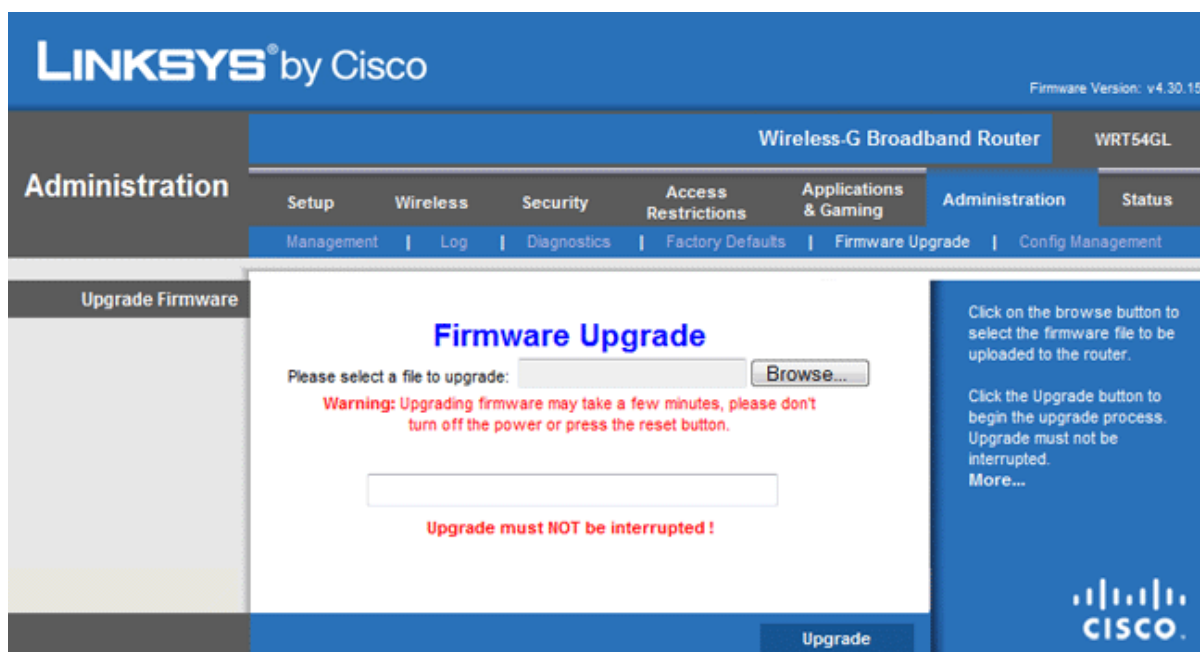 LINKSYS® by Cisco
Firmware Version: v4.30.15
Wireless-G Broadband Router WRT54GL
Administration
Setup Wireless Security Access Restrictions Applications & Gaming Administration Status
Management | Log | Diagnostics | Factory Defaults | Firmware Upgrade | Config Management
Upgrade Firmware
Firmware Upgrade
Please select a file to upgrade: Browse...
Warning: Upgrading firmware may take a few minutes, please don't
turn off the power or press the reset button.
Upgrade must NOT be interrupted !
Upgrade
Click on the browse button to
select the firmware file to be
uploaded to the router.
Click the Upgrade button to
begin the upgrade process.
Upgrade must not be
interrupted.
More...
CISCO.